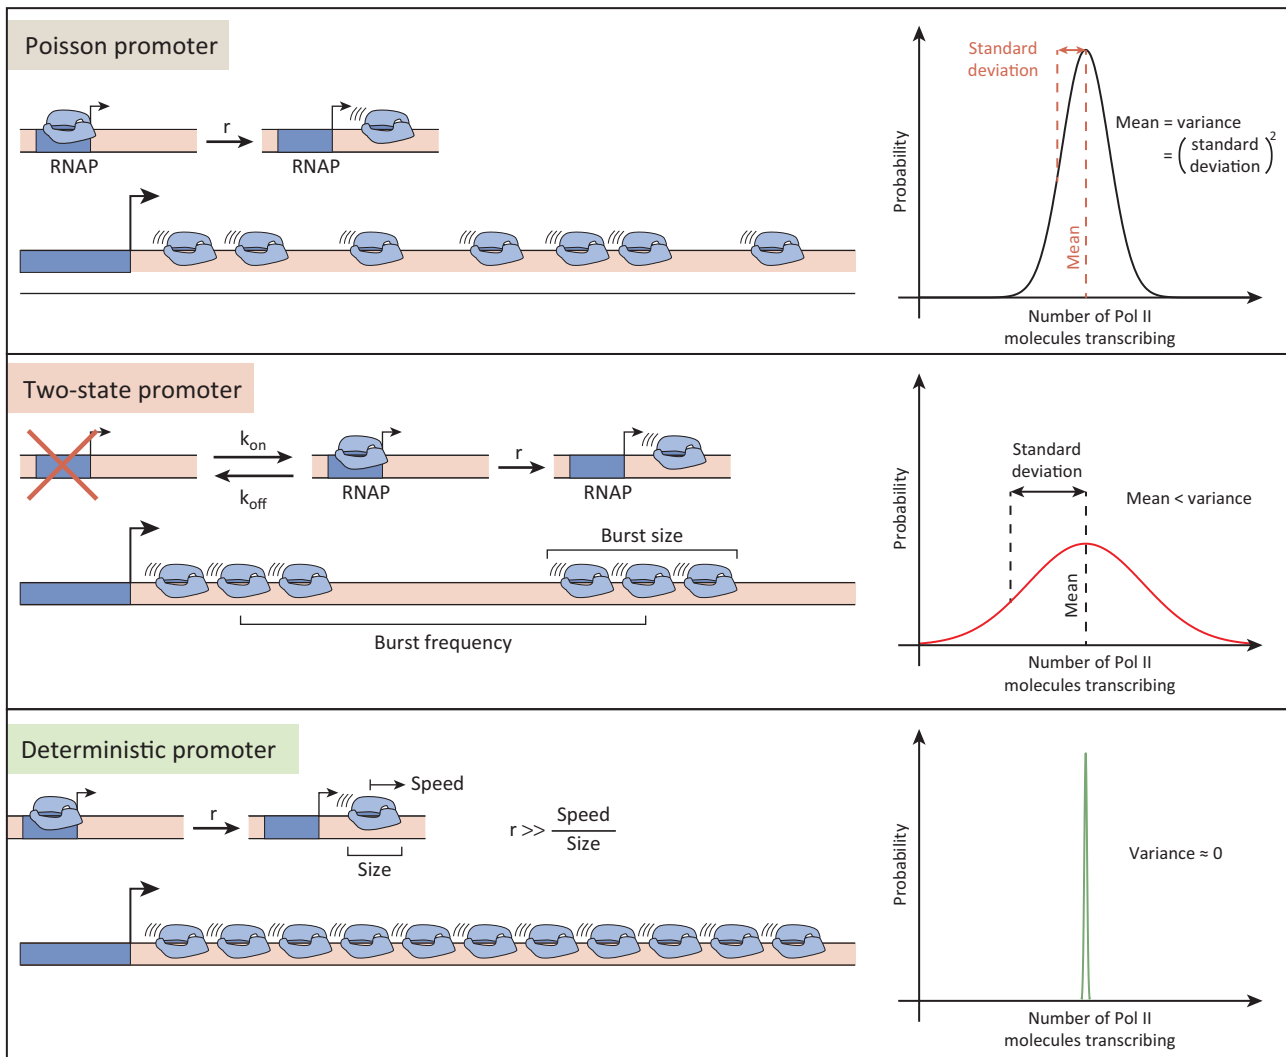 Poisson promoter
r
RNAP
RNAP
Probability
Standard
deviation
Mean
Mean = variance
= (standard deviation)2
Number of Pol II
molecules transcribing
Two-state promoter
kon
koff
r
RNAP
RNAP
Burst size
Burst frequency
Probability
Standard
deviation
Mean
Mean < variance
Number of Pol II
molecules transcribing
Deterministic promoter
r
Speed
Size
r >> Speed
Size
Probability
Variance ≈ 0
Number of Pol II
molecules transcribing